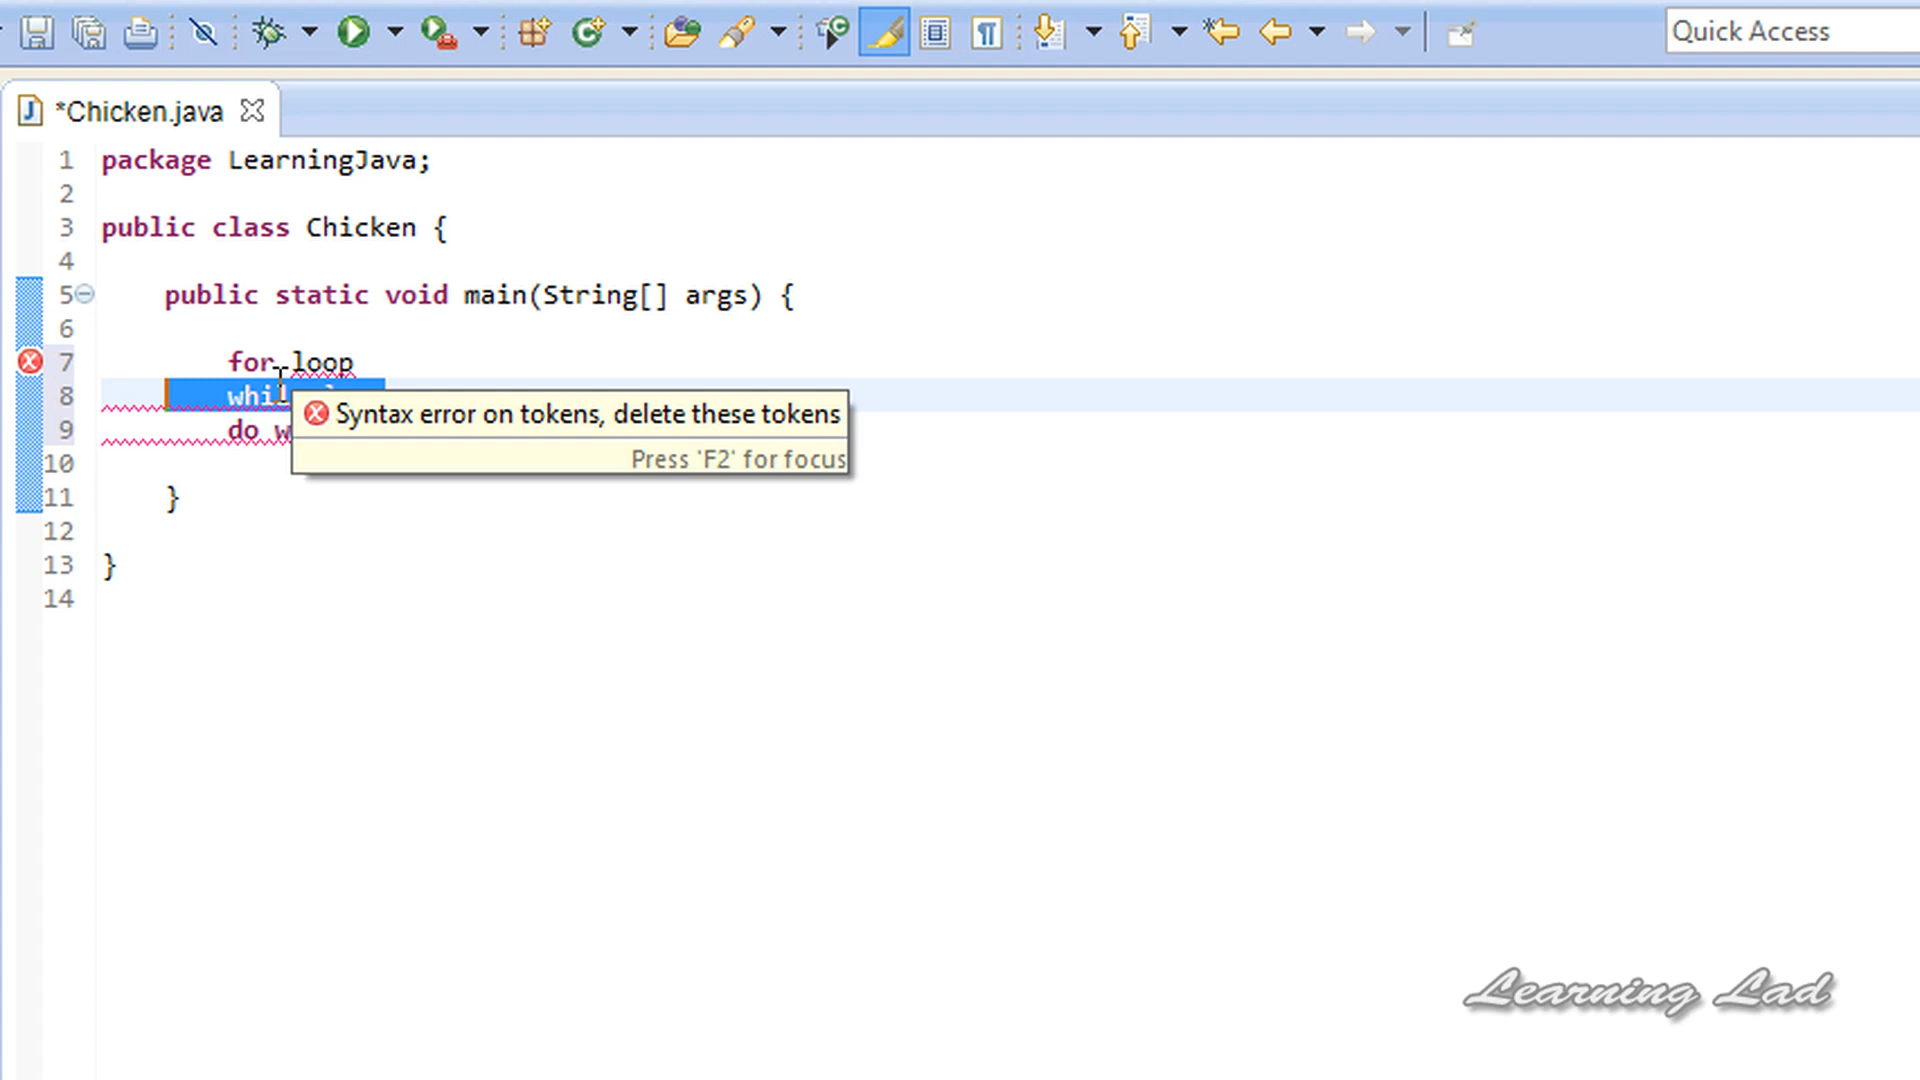 Quick Access
*Chicken.java
1 package LearningJava;
2
3 public class Chicken {
4
5 public static void main(String[] args) {
6
7 for loop
8
9 do
10
11 }
12
13 }
14
Syntax error on tokens, delete these tokens
Press 'F2' for focus
Learning Lad